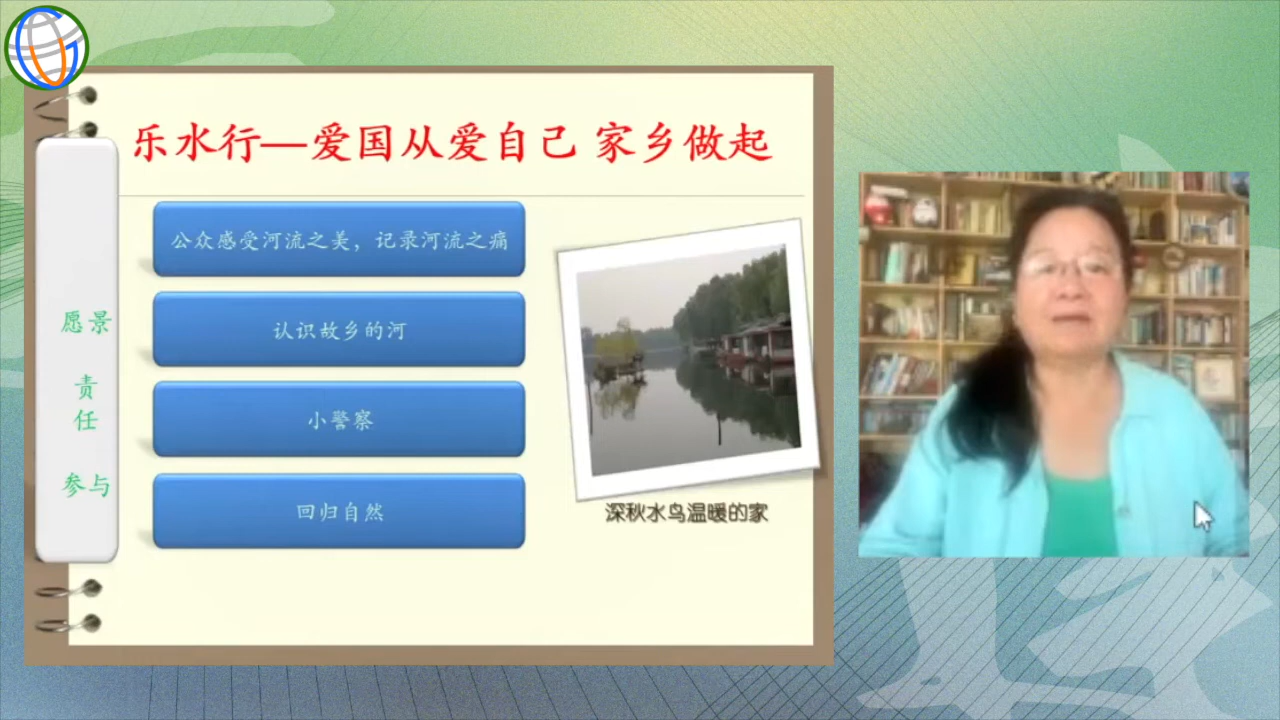 乐水行—爱国从爱自己 家乡做起
愿景
责
任
参与
公众感受河流之美，记录河流之痛
认识故乡的河
小警察
回归自然
深秋水鸟温暖的家